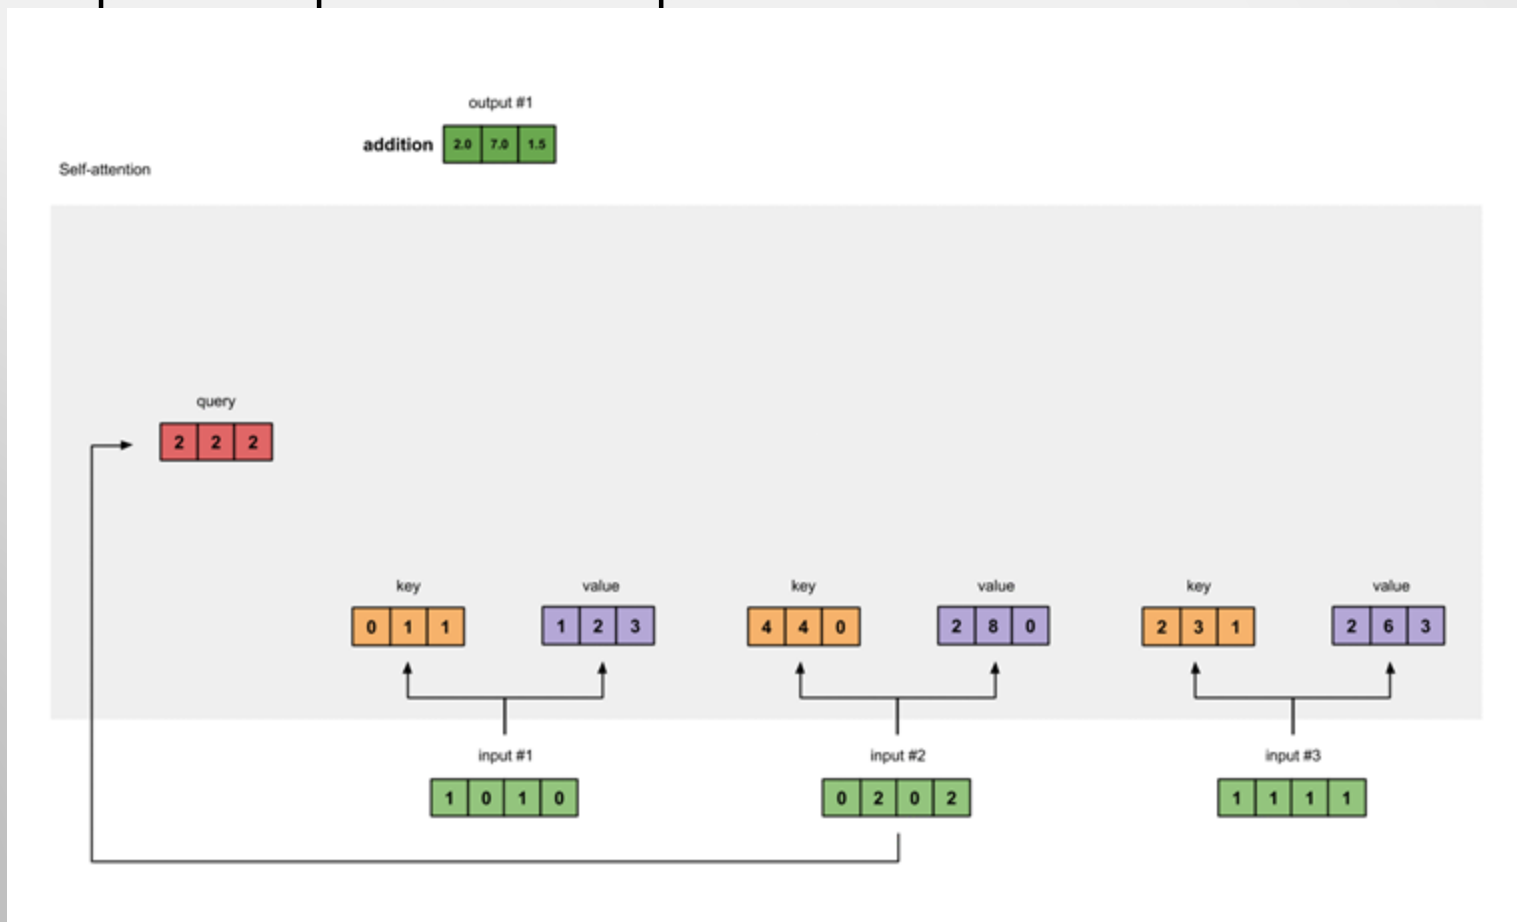 output #1
addition 2.0 7.0 1.5
Self-attention
query
2 2 2
key value key value key value
0 1 1 1 2 3 4 4 0 2 8 0 2 3 1 2 6 3
input #1 input #2 input #3
1 0 1 0 0 2 0 2 1 1 1 1